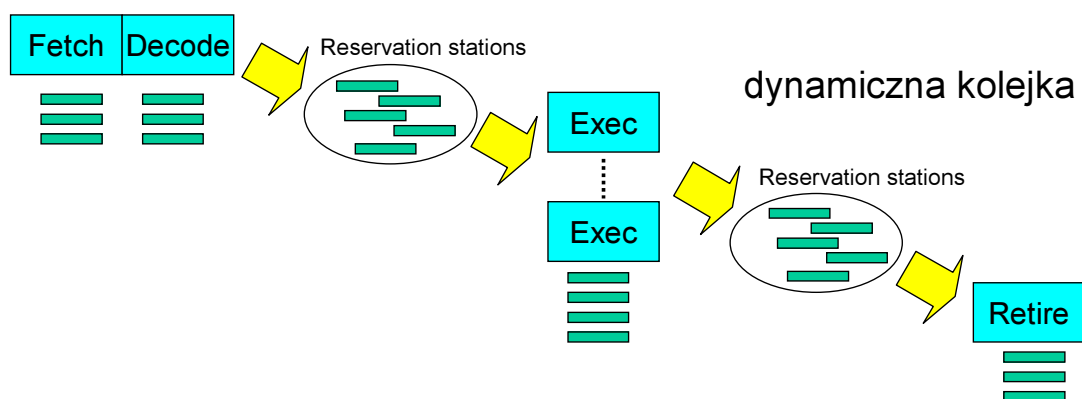 Fetch Decode
Reservation stations
dynamiczna kolejka
Exec
Reservation stations
Exec
Retire